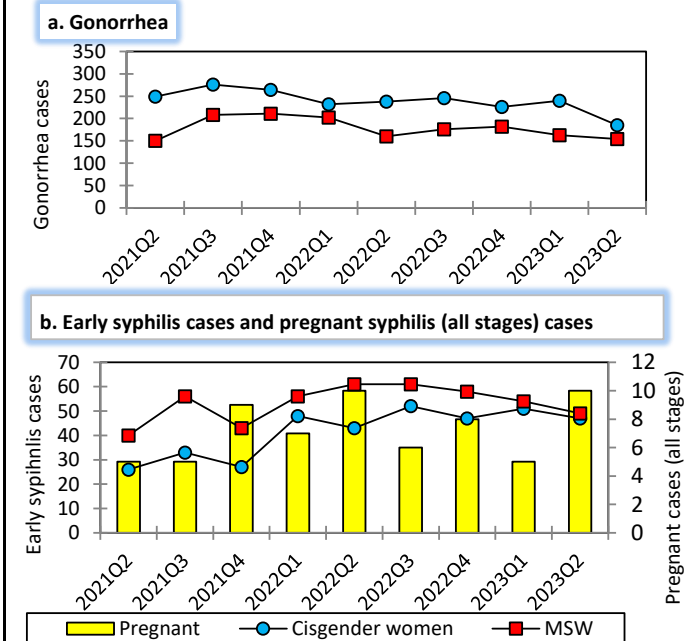 a. Gonorrhea
350
300
250
200
150
100
50
0
Gonorrhea cases
2021Q2 2021Q3 2021Q4 2022Q1 2022Q2 2022Q3 2022Q4 2023Q1 2023Q2
b. Early syphilis cases and pregnant syphilis (all stages) cases
70 12
60 10
50 8
40 6
30 4
20 2
10 0
0
Early sypihnlis cases
Pregnant cases (all stages)
2021Q2 2021Q3 2021Q4 2022Q1 2022Q2 2022Q3 2022Q4 2023Q1 2023Q2
Pregnant Cisgender women MSW